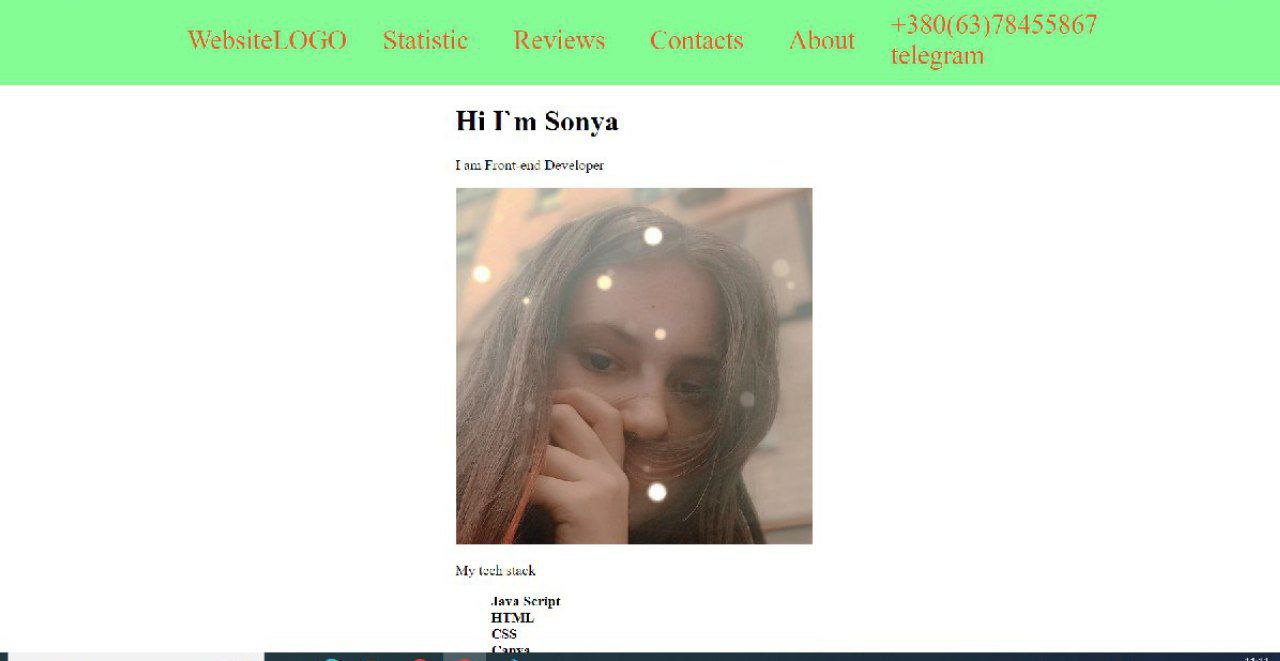 WebsiteLOGO Statistic Reviews Contacts About +380(63)78455867
telegram
Hi I`m Sonya
I am Front-end Developer
My tech stack
Java Script
HTML
CSS
Canva